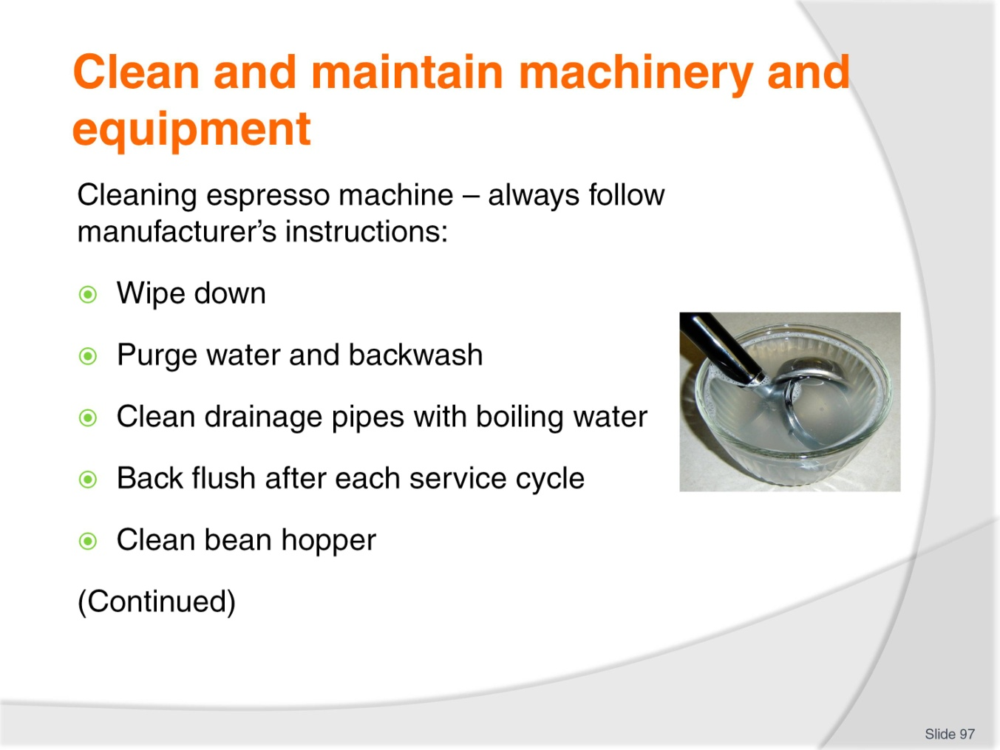 Clean and maintain machinery and
equipment
Cleaning espresso machine – always follow
manufacturer’s instructions:
Wipe down
Purge water and backwash
Clean drainage pipes with boiling water
Back flush after each service cycle
Clean bean hopper
(Continued)
Slide 97